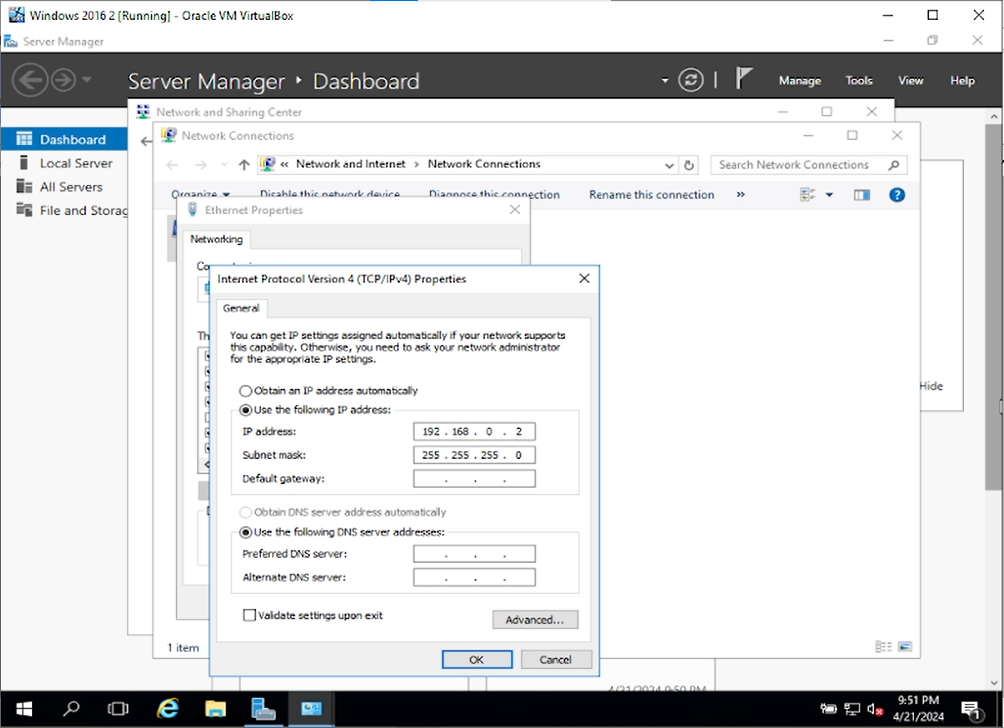 Windows 2016 2 [Running] - Oracle VM VirtualBox
Server Manager
Server Manager Dashboard
Manage Tools View Help
Network and Sharing Center
Network Connections
Dashboard
Local Server
All Servers
File and Storag
« Network and Internet › Network Connections
Search Network Connections
Organize Disable this network device Diagnose this connection Rename this connection »
Ethernet Properties
Networking
Internet Protocol Version 4 (TCP/IPv4) Properties
General
You can get IP settings assigned automatically if your network supports
this capability. Otherwise, you need to ask your network administrator
for the appropriate IP settings.
Obtain an IP address automatically
Use the following IP address:
IP address: 192 . 168 . 0 . 2
Subnet mask: 255 . 255 . 255 . 0
Default gateway: . . .
Obtain DNS server address automatically
Use the following DNS server addresses:
Preferred DNS server: . . .
Alternate DNS server: . . .
Validate settings upon exit
Advanced...
OK Cancel
Hide
1 item
4/21/2024 9:50 PM
9:51 PM
4/21/2024
1